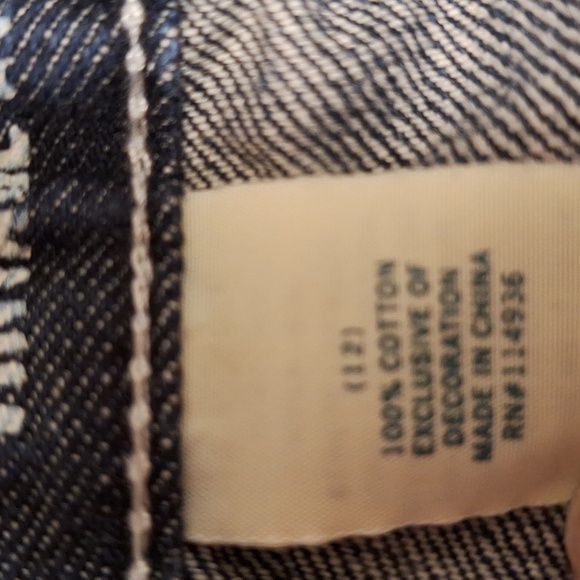 (12)
100% COTTON
EXCLUSIVE OF
DECORATION
MADE IN CHINA
RN#114936